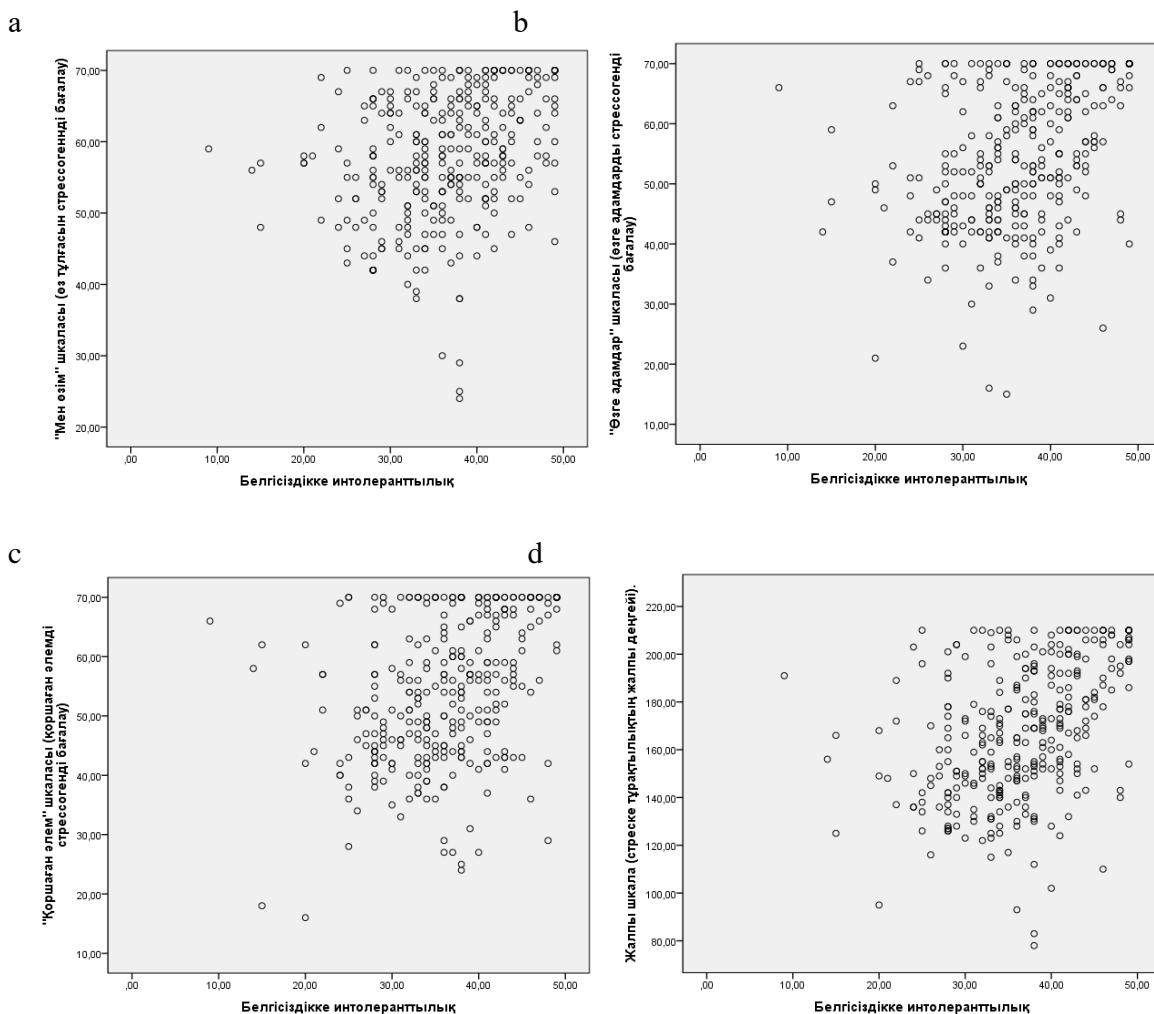 a
b
"Мен өзім" шкаласы (өз тұлғасын стрессогеннді бағалау)
70,00
60,00
50,00
40,00
30,00
20,00
,00 10,00 20,00 30,00 40,00 50,00
Белгісіздікке интолеранттылық
"Өзге адамдар" шкаласы (өзге адамдарды стрессогенді
бағалау)
70,00
60,00
50,00
40,00
30,00
20,00
10,00
,00 10,00 20,00 30,00 40,00 50,00
Белгісіздікке интолеранттылық
c
d
"Қоршаған әлем" шкаласы (қоршаған әлемді
стрессогенді бағалау)
70,00
60,00
50,00
40,00
30,00
20,00
10,00
,00 10,00 20,00 30,00 40,00 50,00
Белгісіздікке интолеранттылық
Жалпы шкала (стреске тұрақтылықтың жалпы деңгейі).
220,00
200,00
180,00
160,00
140,00
120,00
100,00
80,00
,00 10,00 20,00 30,00 40,00 50,00
Белгісіздікке интолеранттылық